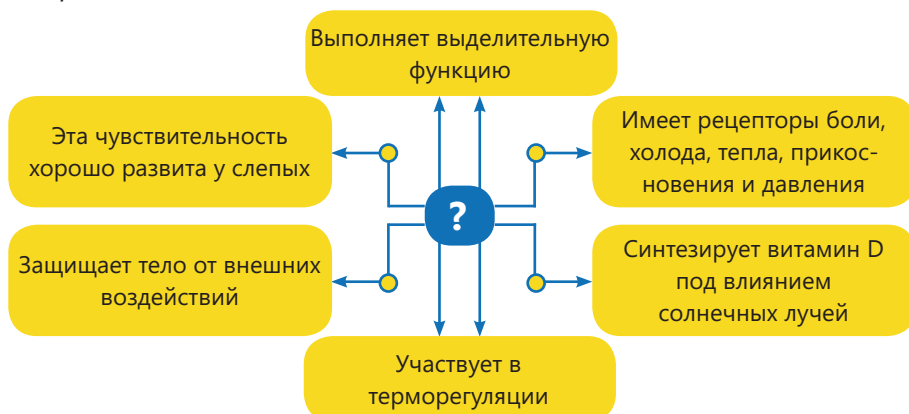 Выполняет выделительную
функцию
Эта чувствительность
хорошо развита у слепых
Имеет рецепторы боли,
холода, тепла, прикос-
новения и давления
?
Защищает тело от внешних
воздействий
Синтезирует витамин D
под влиянием
солнечных лучей
Участвует в
терморегуляции